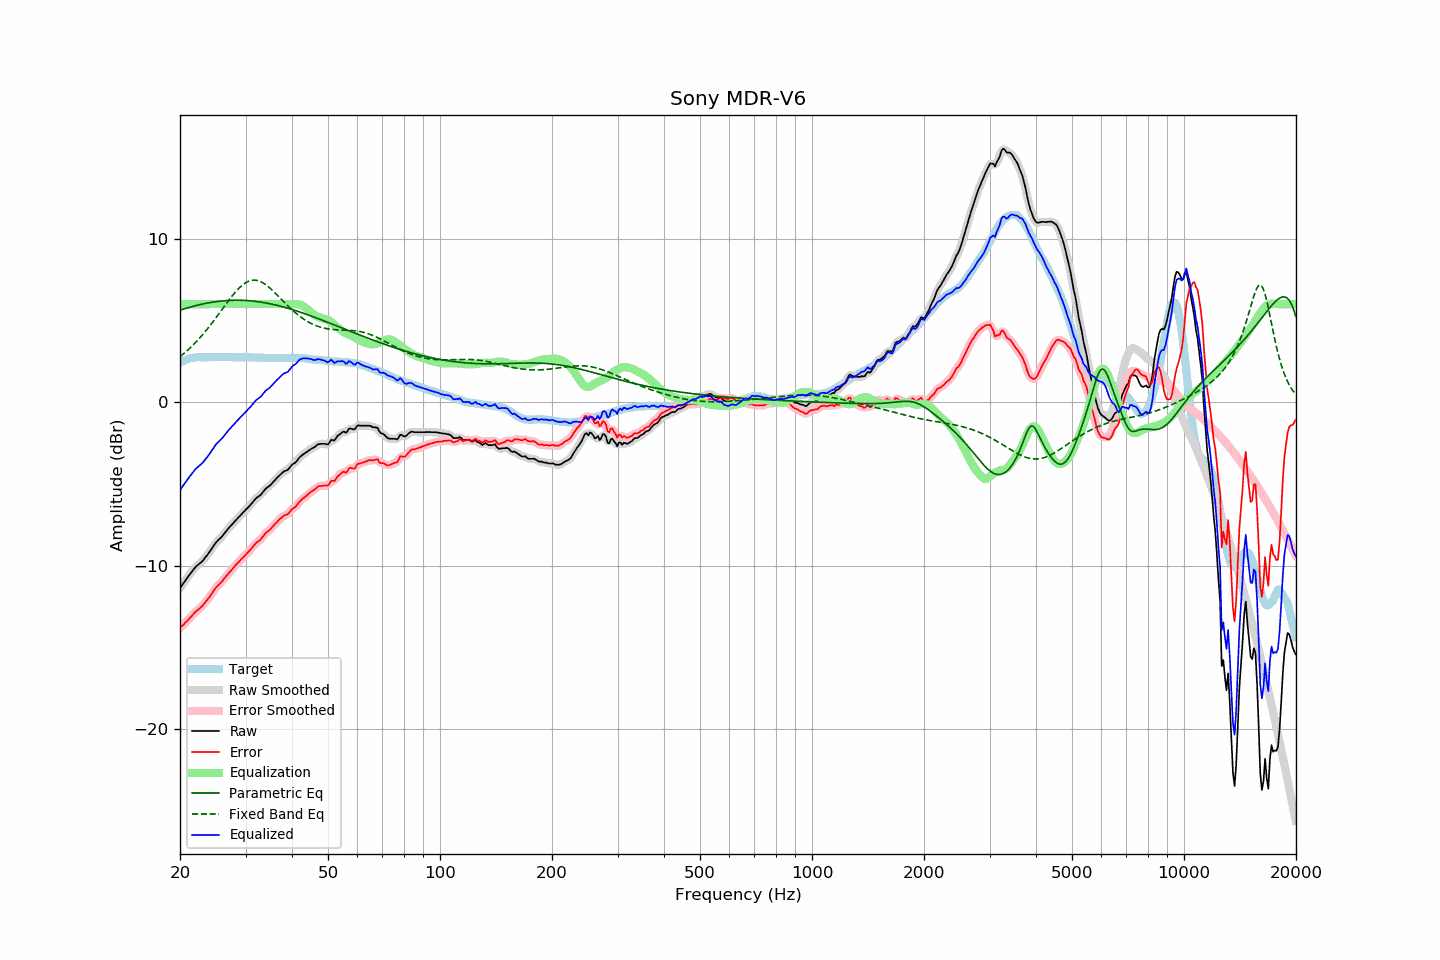 Sony MDR-V6
Amplitude (dBr)
10
0
−10
−20
Target
Raw Smoothed
Error Smoothed
Raw
Error
Equalization
Parametric Eq
Fixed Band Eq
Equalized
20 50 100 200 500 1000 2000 5000 10000 20000
Frequency (Hz)